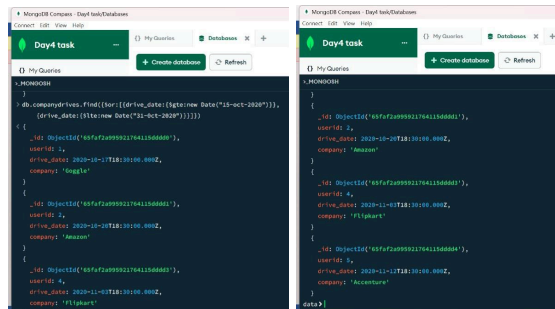 MongoDB Compass - Day4 task/Databases
Connect Edit View Help
Day4 task
...
{} My Queries
Databases
+ Create database
Refresh
{} My Queries
>_MONGOSH
}
> db.companydrives.find({$or:[{drive_date:{$gte:new Date("15-oct-2020")}},
{drive_date:{$lte:new Date("31-Oct-2020")}}]})
< {
_id: ObjectId('65faf2a995921764115dddd0'),
userid: 1,
drive_date: 2020-10-17T18:30:00.000Z,
company: 'Goggle'
}
{
_id: ObjectId('65faf2a995921764115dddd1'),
userid: 2,
drive_date: 2020-10-20T18:30:00.000Z,
company: 'Amazon'
}
{
_id: ObjectId('65faf2a995921764115dddd3'),
userid: 4,
drive_date: 2020-11-03T18:30:00.000Z,
company: 'Flipkart'
MongoDB Compass - Day4 task/Databases
Connect Edit View Help
Day4 task
...
{} My Queries
Databases
+ Create database
Refresh
{} My Queries
>_MONGOSH
}
{
_id: ObjectId('65faf2a995921764115dddd1'),
userid: 2,
drive_date: 2020-10-20T18:30:00.000Z,
company: 'Amazon'
}
{
_id: ObjectId('65faf2a995921764115dddd3'),
userid: 4,
drive_date: 2020-11-03T18:30:00.000Z,
company: 'Flipkart'
}
{
_id: ObjectId('65faf2a995921764115dddd4'),
userid: 5,
drive_date: 2020-11-12T18:30:00.000Z,
company: 'Accenture'
}
data>